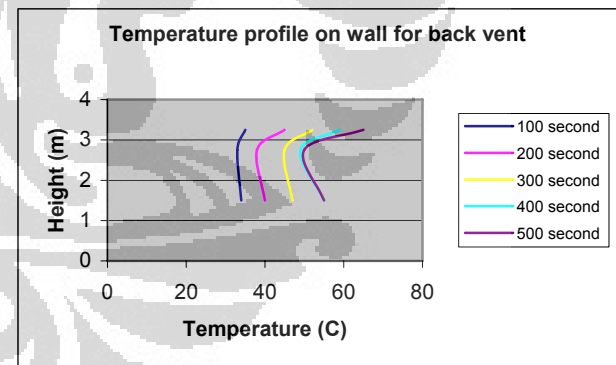 Temperature profile on wall for back vent
4
3
2
1
0
Height (m)
0 20 40 60 80
Temperature (C)
100 second
200 second
300 second
400 second
500 second